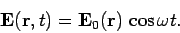 𝐄(𝐫, t) = 𝐄₀(𝐫) cos ωt.